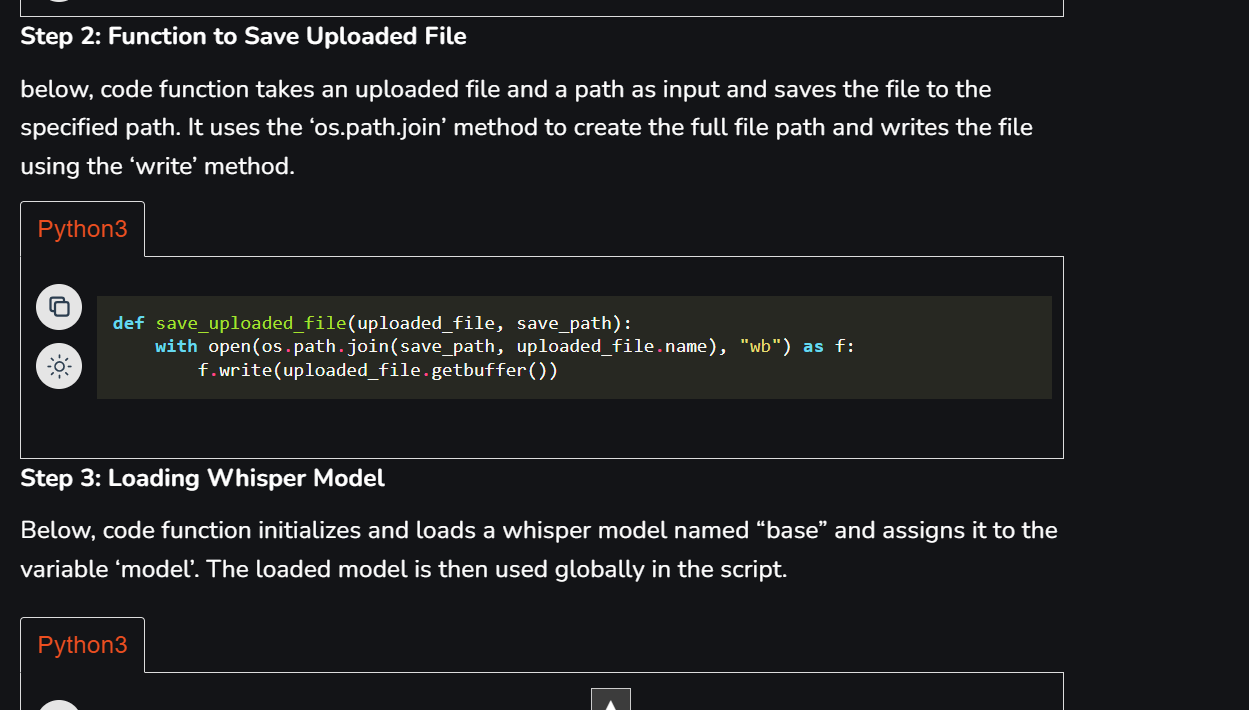 Step 2: Function to Save Uploaded File
below, code function takes an uploaded file and a path as input and saves the file to the
specified path. It uses the ‘os.path.join’ method to create the full file path and writes the file
using the ‘write’ method.
Python3
def save_uploaded_file(uploaded_file, save_path):
    with open(os.path.join(save_path, uploaded_file.name), "wb") as f:
        f.write(uploaded_file.getbuffer())
Step 3: Loading Whisper Model
Below, code function initializes and loads a whisper model named “base” and assigns it to the
variable ‘model’. The loaded model is then used globally in the script.
Python3